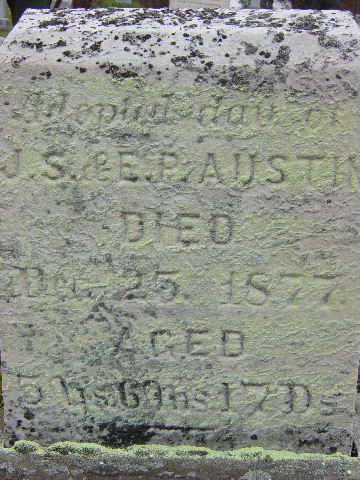 Adopted dau. of
J.S. & E.P. AUSTIN
DIED
Dec. 25. 1877.
AGED
5 Ys. 6 Ms 17 Ds.